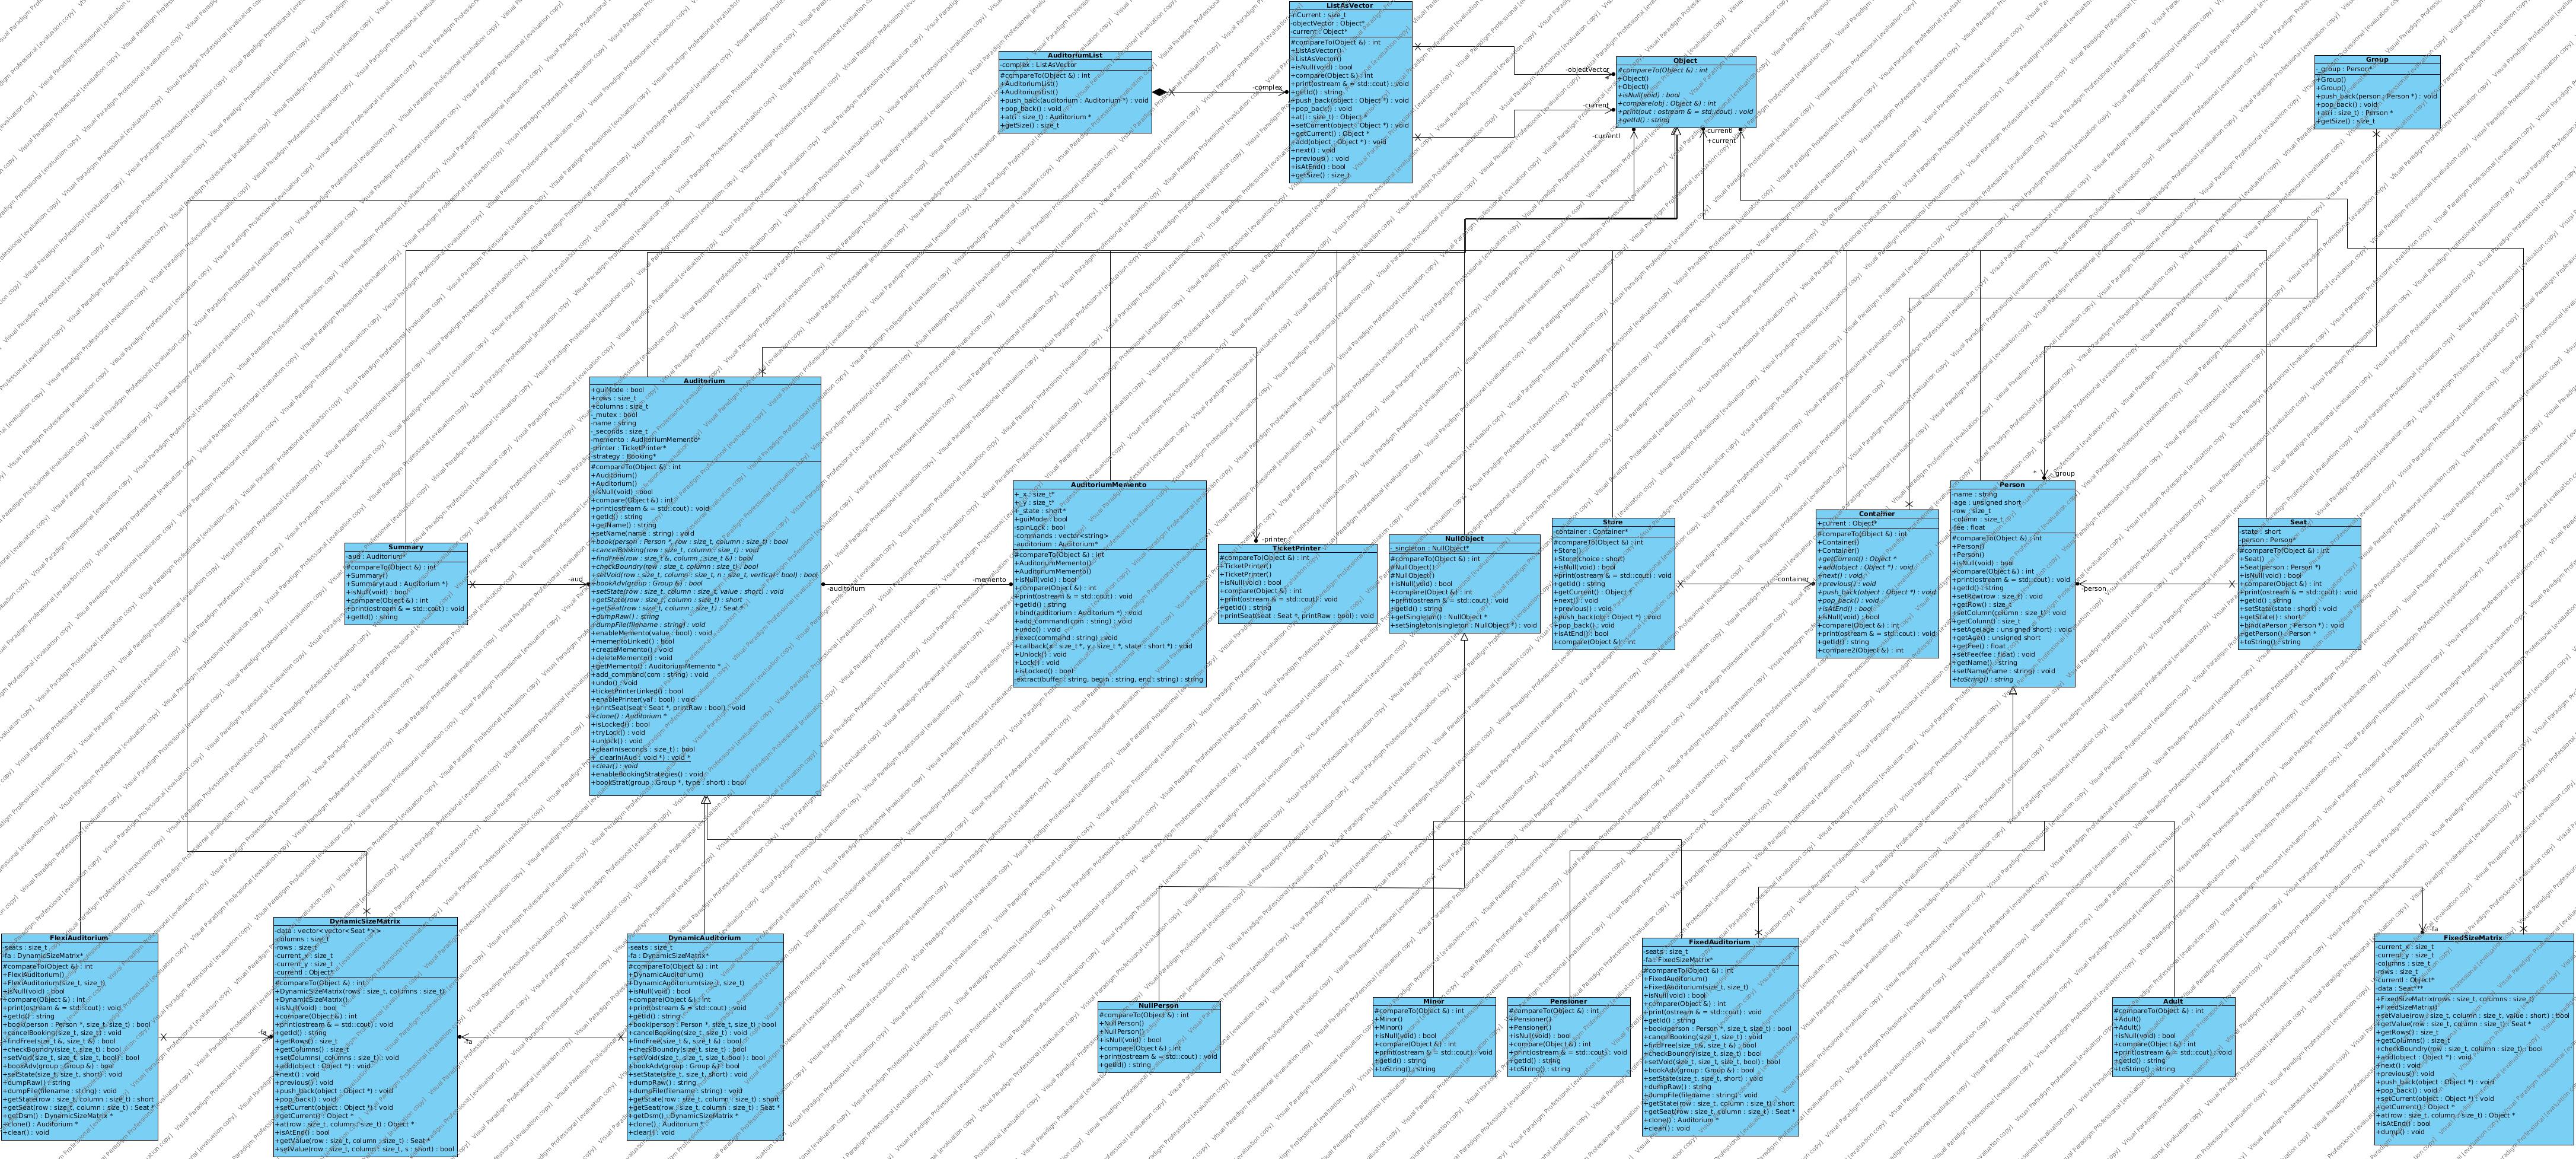 ListAsVector
-nCurrent : size_t
-objectVector : Object*
-current : Object*
#compareTo(Object &) : int
+ListAsVector()
+ListAsVector()
+isNull(void) : bool
+compare(Object &) : int
+print(ostream & = std::cout) : void
+getId() : string
+push_back(object : Object *) : void
+pop_back() : void
+at(i : size_t) : Object *
+setCurrent(object : Object *) : void
+getCurrent() : Object *
+add(object : Object *) : void
+next() : void
+previous() : void
+isAtEnd() : bool
+getSize() : size_t
AuditoriumList
-complex : ListAsVector
#compareTo(Object &) : int
+AuditoriumList()
+AuditoriumList()
+push_back(auditorium : Auditorium *) : void
+pop_back() : void
+at(i : size_t) : Auditorium *
+getSize() : size_t
-complex
-objectVector
-current
Object
#compareTo(Object &) : int
+Object()
+Object()
+isNull(void) : bool
+compare(obj : Object &) : int
+print(out : ostream & = std::cout) : void
+getId() : string
-currentI
-currentI
+current
Group
-_group : Person*
+Group()
+Group()
+push_back(person : Person *) : void
+pop_back() : void
+at(i : size_t) : Person *
+getSize() : size_t
Auditorium
+guiMode : bool
+rows : size_t
+columns : size_t
-_mutex : bool
-name : string
-_seconds : size_t
-memento : AuditoriumMemento*
-printer : TicketPrinter*
-strategy : Booking*
#compareTo(Object &) : int
+Auditorium()
+Auditorium()
+isNull(void) : bool
+compare(Object &) : int
+print(ostream & = std::cout) : void
+getId() : string
+getName() : string
+setName(name : string) : void
+book(person : Person *, row : size_t, column : size_t) : bool
+cancelBooking(row : size_t, column : size_t) : void
+findFree(row : size_t &, column : size_t &) : bool
+checkBoundry(row : size_t, column : size_t) : bool
+setVoid(row : size_t, column : size_t, n : size_t, vertical : bool) : bool
+bookAdv(group : Group &) : bool
+setState(row : size_t, column : size_t, value : short) : void
+getState(row : size_t, column : size_t) : short
+getSeat(row : size_t, column : size_t) : Seat *
+dumpRaw() : string
+dumpFile(filename : string) : void
+enableMemento(value : bool) : void
+mementoLinked() : bool
+createMemento() : void
+deleteMemento() : void
+getMemento() : AuditoriumMemento *
+add_command(com : string) : void
+undo() : void
+ticketPrinterLinked() : bool
+enablePrinter(val : bool) : void
+printSeat(seat : Seat *, printRaw : bool) : void
+clone() : Auditorium *
+isLocked() : bool
+tryLock() : void
+unlock() : void
+clearIn(seconds : size_t) : bool
+_clearIn(Aud : void *) : void *
+clear() : void
+enableBookingStrategies() : void
+bookStrat(group : Group *, type : short) : bool
Summary
-aud : Auditorium*
#compareTo(Object &) : int
+Summary()
+Summary(aud : Auditorium *)
+isNull(void) : bool
+compare(Object &) : int
+print(ostream & = std::cout) : void
+getId() : string
-aud
-auditorium
-memento
AuditoriumMemento
+_x : size_t*
+_y : size_t*
+_state : short*
+guiMode : bool
-spinLock : bool
-commands : vector<string>
-auditorium : Auditorium*
#compareTo(Object &) : int
+AuditoriumMemento()
+AuditoriumMemento()
+isNull(void) : bool
+compare(Object &) : int
+print(ostream & = std::cout) : void
+getId() : string
+bind(auditorium : Auditorium *) : void
+add_command(com : string) : void
+undo() : void
+exec(command : string) : void
+callback(x : size_t *, y : size_t *, state : short *) : void
+Unlock() : void
+Lock() : void
+isLocked() : bool
-extract(buffer : string, begin : string, end : string) : string
-printer
TicketPrinter
#compareTo(Object &) : int
+TicketPrinter()
+TicketPrinter()
+isNull(void) : bool
+compare(Object &) : int
+print(ostream & = std::cout) : void
+getId() : string
+printSeat(seat : Seat *, printRaw : bool) : void
NullObject
-_singleton : NullObject*
#compareTo(Object &) : int
#NullObject()
#NullObject()
+isNull(void) : bool
+compare(Object &) : int
+print(ostream & = std::cout) : void
+getId() : string
+getSingleton() : NullObject *
+setSingleton(singleton : NullObject *) : void
Store
-container : Container*
#compareTo(Object &) : int
+Store()
+Store(choice : short)
+isNull(void) : bool
+print(ostream & = std::cout) : void
+getId() : string
+getCurrent() : Object *
+next() : void
+previous() : void
+push_back(obj : Object *) : void
+pop_back() : void
+isAtEnd() : bool
+compare(Object &) : int
-container
Container
+current : Object*
#compareTo(Object &) : int
+Container()
+Container()
+getCurrent() : Object *
+add(object : Object *) : void
+next() : void
+previous() : void
+push_back(object : Object *) : void
+pop_back() : void
+isAtEnd() : bool
+isNull(void) : bool
+compare(Object &) : int
+print(ostream & = std::cout) : void
+getId() : string
+compare2(Object &) : int
*
-_group
Person
-name : string
-age : unsigned short
-row : size_t
-column : size_t
-fee : float
#compareTo(Object &) : int
+Person()
+Person()
+isNull(void) : bool
+compare(Object &) : int
+print(ostream & = std::cout) : void
+getId() : string
+setRow(row : size_t) : void
+getRow() : size_t
+setColumn(column : size_t) : void
+getColumn() : size_t
+setAge(age : unsigned short) : void
+getAge() : unsigned short
+getFee() : float
+setFee(fee : float) : void
+getName() : string
+setName(name : string) : void
+toString() : string
-person
Seat
-state : short
-person : Person*
#compareTo(Object &) : int
+Seat()
+Seat(person : Person *)
+isNull(void) : bool
+compare(Object &) : int
+print(ostream & = std::cout) : void
+getId() : string
+setState(state : short) : void
+getState() : short
+bind(aPerson : Person *) : void
+getPerson() : Person *
+toString() : string
FlexiAuditorium
-seats : size_t
-fa : DynamicSizeMatrix*
#compareTo(Object &) : int
+FlexiAuditorium()
+FlexiAuditorium(size_t, size_t)
+isNull(void) : bool
+compare(Object &) : int
+print(ostream & = std::cout) : void
+getId() : string
+book(person : Person *, size_t, size_t) : bool
+cancelBooking(size_t, size_t) : void
+findFree(size_t &, size_t &) : bool
+checkBoundry(size_t, size_t) : bool
+setVoid(size_t, size_t, size_t, bool) : bool
+bookAdv(group : Group &) : bool
+setState(size_t, size_t, short) : void
+dumpRaw() : string
+dumpFile(filename : string) : void
+getState(row : size_t, column : size_t) : short
+getSeat(row : size_t, column : size_t) : Seat *
+getDsm() : DynamicSizeMatrix *
+clone() : Auditorium *
+clear() : void
-fa
DynamicSizeMatrix
-data : vector<vector<Seat *>>
-columns : size_t
-rows : size_t
-current_x : size_t
-current_y : size_t
-currentI : Object*
#compareTo(Object &) : int
+DynamicSizeMatrix(rows : size_t, columns : size_t)
+DynamicSizeMatrix()
+isNull(void) : bool
+compare(Object &) : int
+print(ostream & = std::cout) : void
+getId() : string
+getRows() : size_t
+getColumns() : size_t
+setColumns( columns : size_t) : void
+add(object : Object *) : void
+next() : void
+previous() : void
+push_back(object : Object *) : void
+pop_back() : void
+setCurrent(object : Object *) : void
+getCurrent() : Object *
+at(row : size_t, column : size_t) : Object *
+isAtEnd() : bool
+getValue(row : size_t, column : size_t) : Seat *
+setValue(row : size_t, column : size_t, s : short) : bool
-fa
DynamicAuditorium
-seats : size_t
-fa : DynamicSizeMatrix*
#compareTo(Object &) : int
+DynamicAuditorium()
+DynamicAuditorium(size_t, size_t)
+isNull(void) : bool
+compare(Object &) : int
+print(ostream & = std::cout) : void
+getId() : string
+book(person : Person *, size_t, size_t) : bool
+cancelBooking(size_t, size_t) : void
+findFree(size_t &, size_t &) : bool
+checkBoundry(size_t, size_t) : bool
+setVoid(size_t, size_t, size_t, bool) : bool
+bookAdv(group : Group &) : bool
+setState(size_t, size_t, short) : void
+dumpRaw() : string
+dumpFile(filename : string) : void
+getState(row : size_t, column : size_t) : short
+getSeat(row : size_t, column : size_t) : Seat *
+getDsm() : DynamicSizeMatrix *
+clone() : Auditorium *
+clear() : void
NullPerson
#compareTo(Object &) : int
+NullPerson()
+NullPerson()
+isNull(void) : bool
+compare(Object &) : int
+print(ostream & = std::cout) : void
+getId() : string
Minor
#compareTo(Object &) : int
+Minor()
+Minor()
+isNull(void) : bool
+compare(Object &) : int
+print(ostream & = std::cout) : void
+getId() : string
+toString() : string
Pensioner
#compareTo(Object &) : int
+Pensioner()
+Pensioner()
+isNull(void) : bool
+compare(Object &) : int
+print(ostream & = std::cout) : void
+getId() : string
+toString() : string
FixedAuditorium
-seats : size_t
-fa : FixedSizeMatrix*
#compareTo(Object &) : int
+FixedAuditorium()
+FixedAuditorium(size_t, size_t)
+isNull(void) : bool
+compare(Object &) : int
+print(ostream & = std::cout) : void
+getId() : string
+book(person : Person *, size_t, size_t) : bool
+cancelBooking(size_t, size_t) : void
+findFree(size_t &, size_t &) : bool
+checkBoundry(size_t, size_t) : bool
+setVoid(size_t, size_t, size_t, bool) : bool
+bookAdv(group : Group &) : bool
+setState(size_t, size_t, short) : void
+dumpRaw() : string
+dumpFile(filename : string) : void
+getState(row : size_t, column : size_t) : short
+getSeat(row : size_t, column : size_t) : Seat *
+clone() : Auditorium *
+clear() : void
Adult
#compareTo(Object &) : int
+Adult()
+Adult()
+isNull(void) : bool
+compare(Object &) : int
+print(ostream & = std::cout) : void
+getId() : string
+toString() : string
-fa
FixedSizeMatrix
-current_x : size_t
-current_y : size_t
-columns : size_t
-rows : size_t
-currentI : Object*
-data : Seat***
+FixedSizeMatrix(rows : size_t, columns : size_t)
+FixedSizeMatrix()
+setValue(row : size_t, column : size_t, value : short) : bool
+getValue(row : size_t, column : size_t) : Seat *
+getRows() : size_t
+getColumns() : size_t
+checkBoundry(row : size_t, column : size_t) : bool
+add(object : Object *) : void
+next() : void
+previous() : void
+push_back(object : Object *) : void
+pop_back() : void
+setCurrent(object : Object *) : void
+getCurrent() : Object *
+at(row : size_t, column : size_t) : Object *
+isAtEnd() : bool
+dump() : void
Visual Paradigm Professional [evaluation copy]